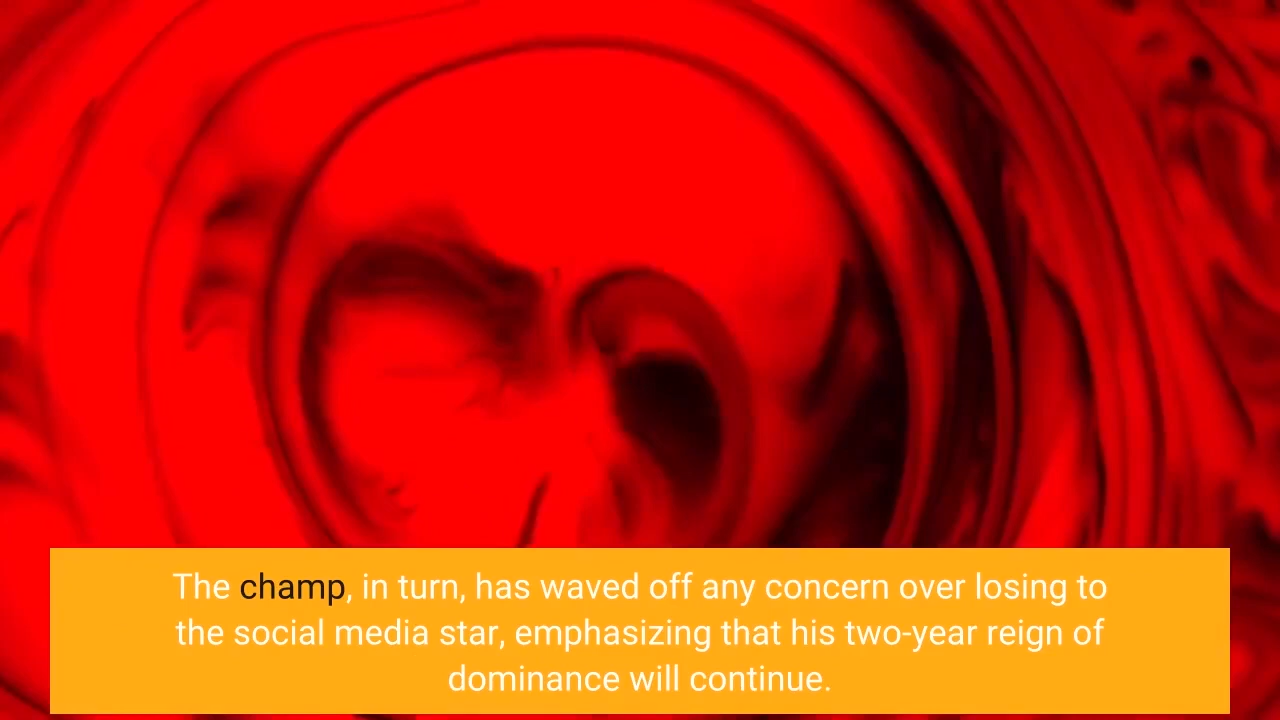 The champ, in turn, has waved off any concern over losing to
the social media star, emphasizing that his two-year reign of
dominance will continue.